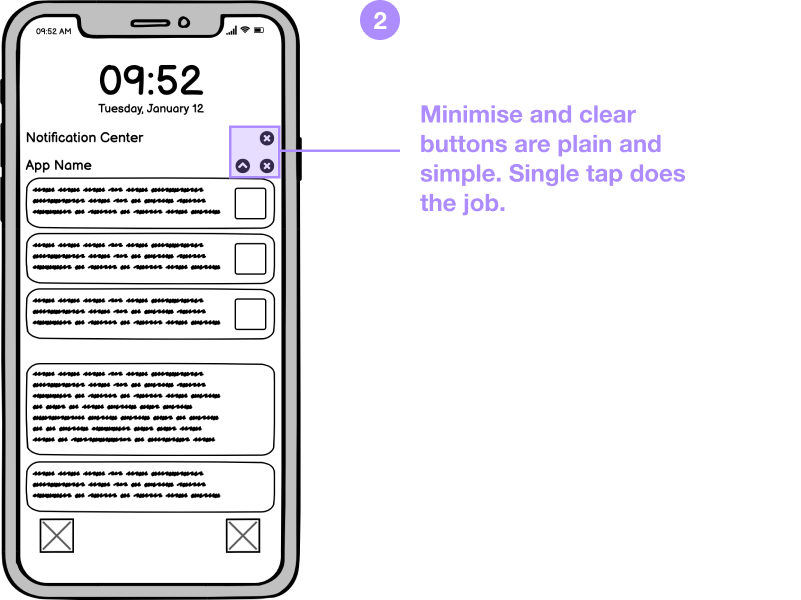 2
09:52 AM
09:52
Tuesday, January 12
Notification Center
App Name
Minimise and clear
buttons are plain and
simple. Single tap does
the job.